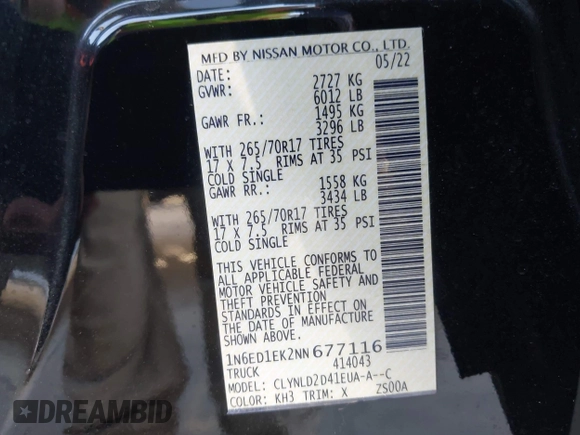 MFD BY NISSAN MOTOR CO., LTD.
DATE: 05/22
GVWR: 2727 KG
6012 LB
GAWR FR.: 1495 KG
3296 LB
WITH 265/70R17 TIRES
17 X 7.5 RIMS AT 35 PSI
COLD SINGLE
GAWR RR.: 1558 KG
3434 LB
WITH 265/70R17 TIRES
17 X 7.5 RIMS AT 35 PSI
COLD SINGLE
THIS VEHICLE CONFORMS TO
ALL APPLICABLE FEDERAL
MOTOR VEHICLE SAFETY AND
THEFT PREVENTION
STANDARDS IN EFFECT ON
THE DATE OF MANUFACTURE
SHOWN ABOVE.
1N6ED1EK2NN677116
TRUCK 414043
MODEL: CLYNLD2D41EUA-A--C
COLOR: KH3 TRIM: X ZS00A
DEALERSHIP
FOR EVERYONE